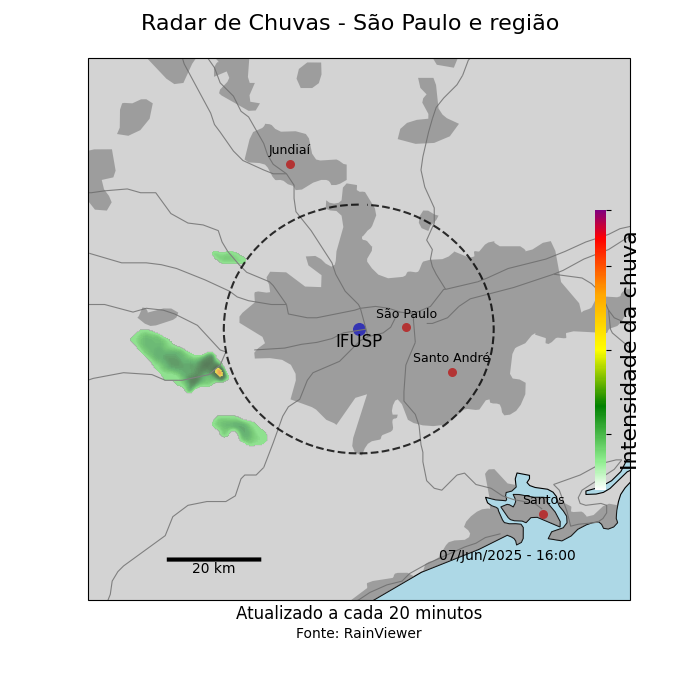 Radar de Chuvas - São Paulo e região
Jundiaí
São Paulo
IFUSP
Santo André
Intensidade da chuva
Santos
07/Jun/2025 - 16:00
20 km
Atualizado a cada 20 minutos
Fonte: RainViewer